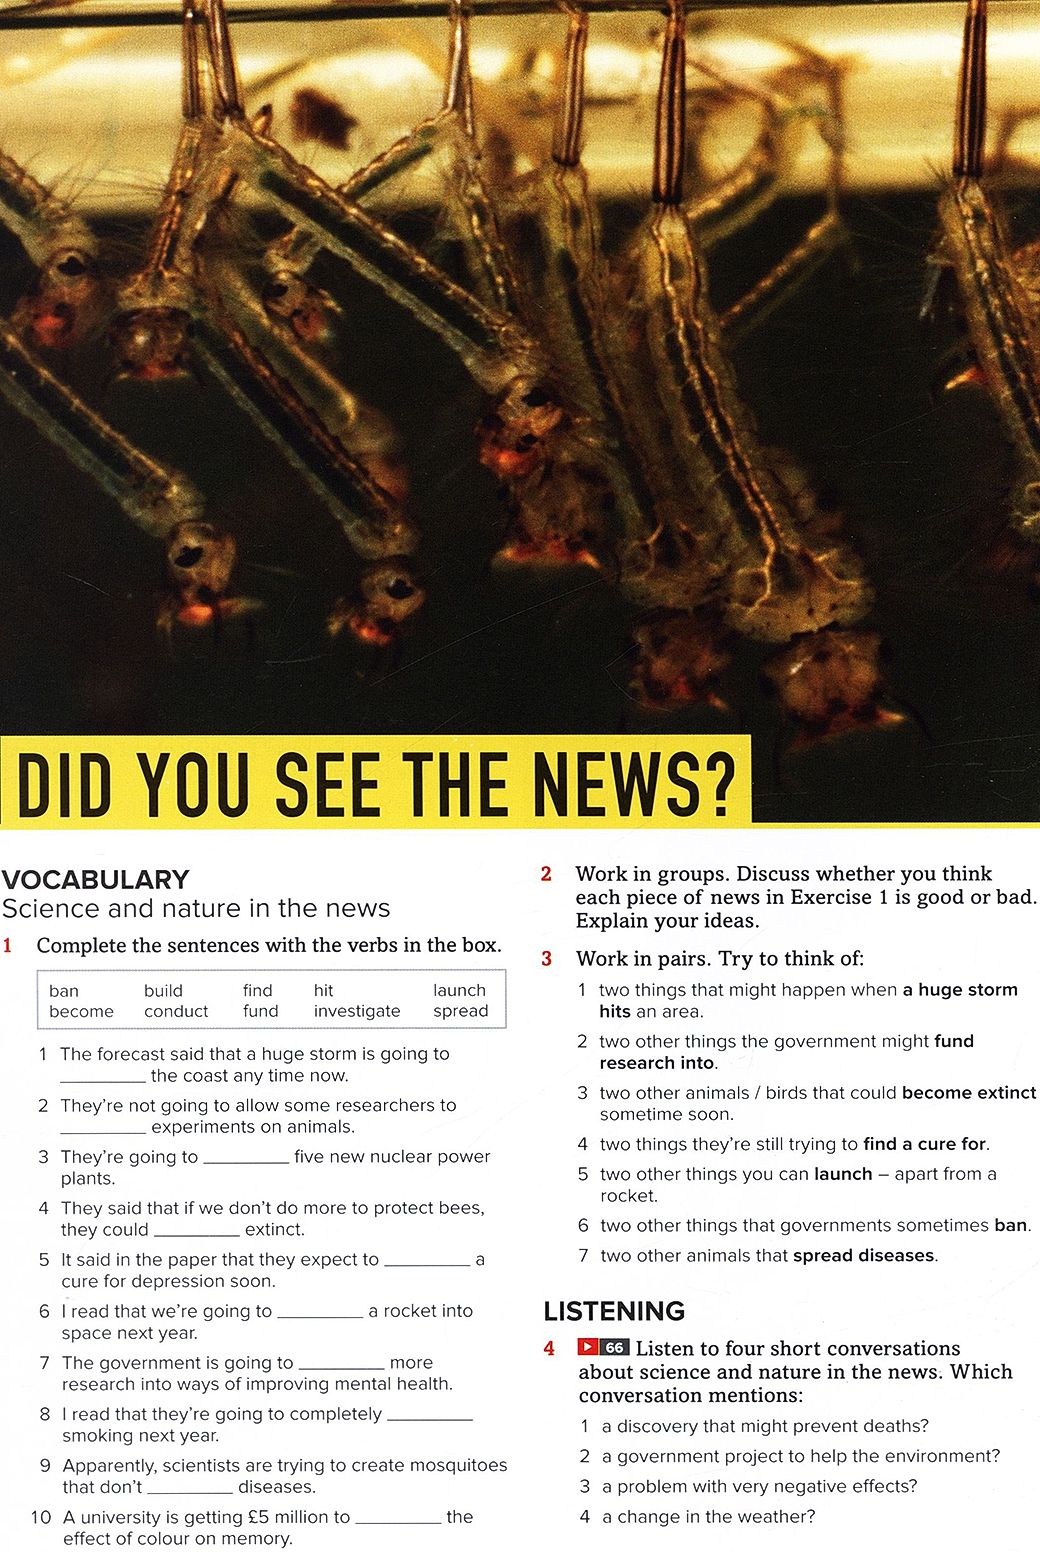 DID YOU SEE THE NEWS?
VOCABULARY
Science and nature in the news
1 Complete the sentences with the verbs in the box.
ban build find hit launch
become conduct fund investigate spread
1 The forecast said that a huge storm is going to
_________ the coast any time now.
2 They're not going to allow some researchers to
_________ experiments on animals.
3 They're going to _________ five new nuclear power
plants.
4 They said that if we don't do more to protect bees,
they could _________ extinct.
5 It said in the paper that they expect to _________ a
cure for depression soon.
6 I read that we're going to _________ a rocket into
space next year.
7 The government is going to _________ more
research into ways of improving mental health.
8 I read that they're going to completely _________
smoking next year.
9 Apparently, scientists are trying to create mosquitoes
that don't _________ diseases.
10 A university is getting £5 million to _________ the
effect of colour on memory.
2 Work in groups. Discuss whether you think
each piece of news in Exercise 1 is good or bad.
Explain your ideas.
3 Work in pairs. Try to think of:
1 two things that might happen when a huge storm
hits an area.
2 two other things the government might fund
research into.
3 two other animals / birds that could become extinct
sometime soon.
4 two things they're still trying to find a cure for.
5 two other things you can launch – apart from a
rocket.
6 two other things that governments sometimes ban.
7 two other animals that spread diseases.
LISTENING
4 66 Listen to four short conversations
about science and nature in the news. Which
conversation mentions:
1 a discovery that might prevent deaths?
2 a government project to help the environment?
3 a problem with very negative effects?
4 a change in the weather?